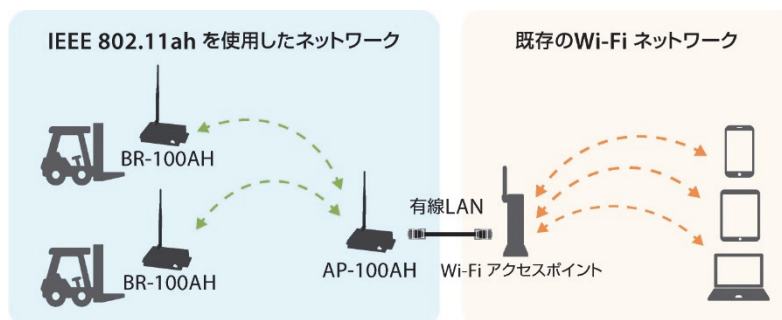 IEEE 802.11ah を使用したネットワーク
BR-100AH
BR-100AH
AP-100AH
有線LAN
既存のWi-Fi ネットワーク
Wi-Fi アクセスポイント